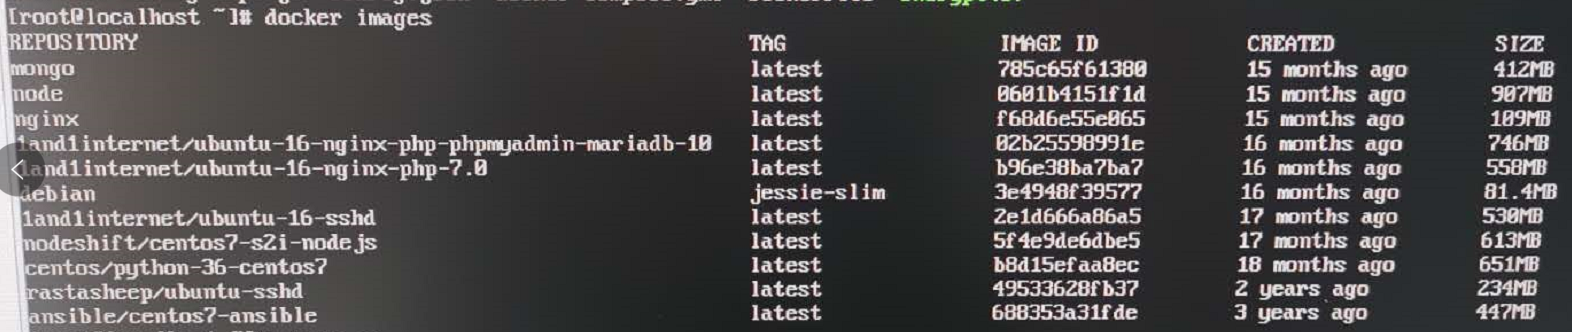 [root@localhost ~]# docker images
REPOSITORY TAG IMAGE ID CREATED SIZE
mongo latest 785c65f61380 15 months ago 412MB
node latest 0601b4151f1d 15 months ago 907MB
nginx latest f68d6e55e065 15 months ago 109MB
1and1internet/ubuntu-16-nginx-php-phpmyadmin-mariadb-10 latest 02b25598991e 16 months ago 746MB
1and1internet/ubuntu-16-nginx-php-7.0 latest b96e38ba7ba7 16 months ago 558MB
debian jessie-slim 3e4948f39577 16 months ago 81.4MB
1and1internet/ubuntu-16-sshd latest 2e1d666a86a5 17 months ago 530MB
nodeshift/centos7-s2i-nodejs latest 5f4e9de6dbe5 17 months ago 613MB
centos/python-36-centos7 latest b8d15efaa8ec 18 months ago 651MB
rastasheep/ubuntu-sshd latest 49533628fb37 2 years ago 234MB
ansible/centos7-ansible latest 688353a31fde 3 years ago 447MB